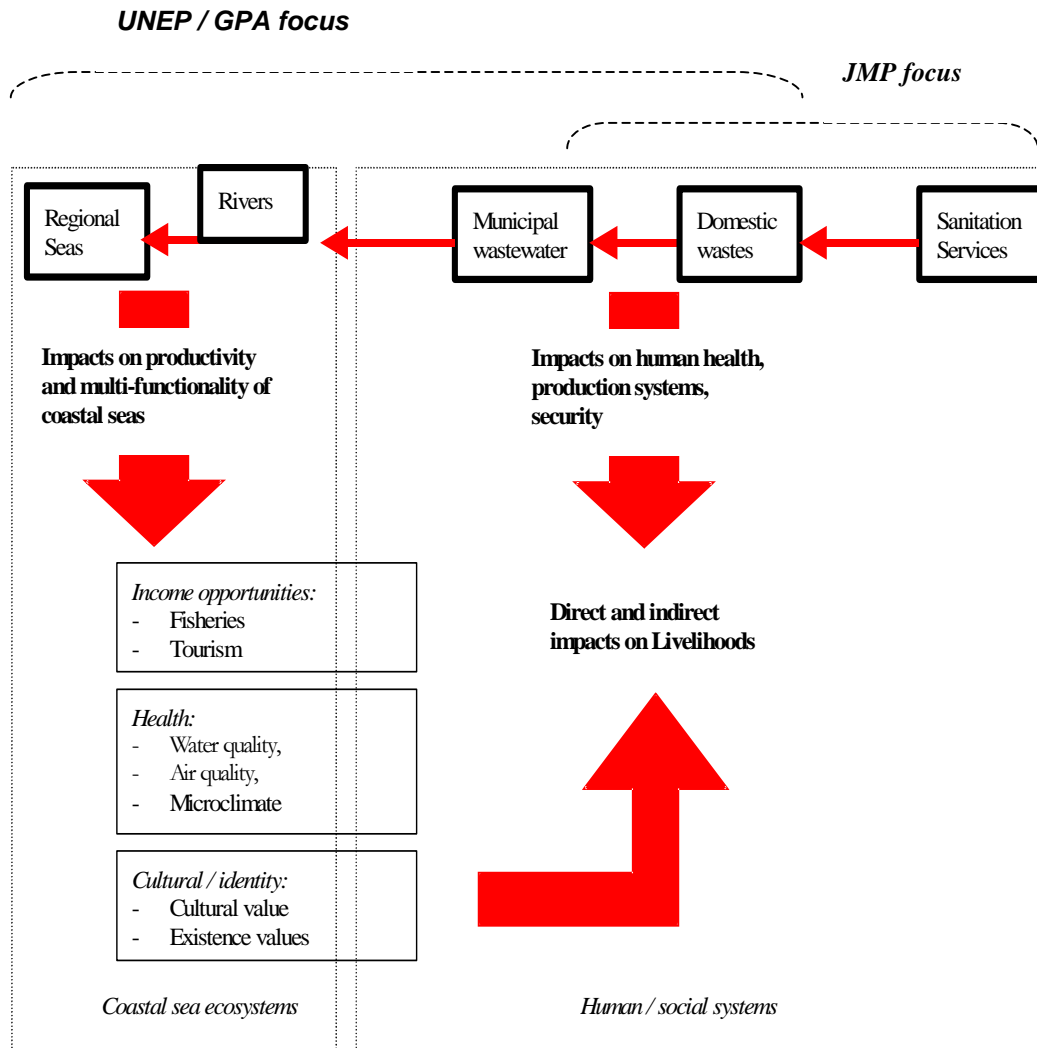 UNEP / GPA focus
JMP focus
Regional
Seas
Rivers
Municipal
wastewater
Domestic
wastes
Sanitation
Services
Impacts on productivity
and multi-functionality of
coastal seas
Impacts on human health,
production systems,
security
Income opportunities:
- Fisheries
- Tourism
Direct and indirect
impacts on Livelihoods
Health:
- Water quality,
- Air quality,
- Microclimate
Cultural / identity:
- Cultural value
- Existence values
Coastal sea ecosystems
Human / social systems